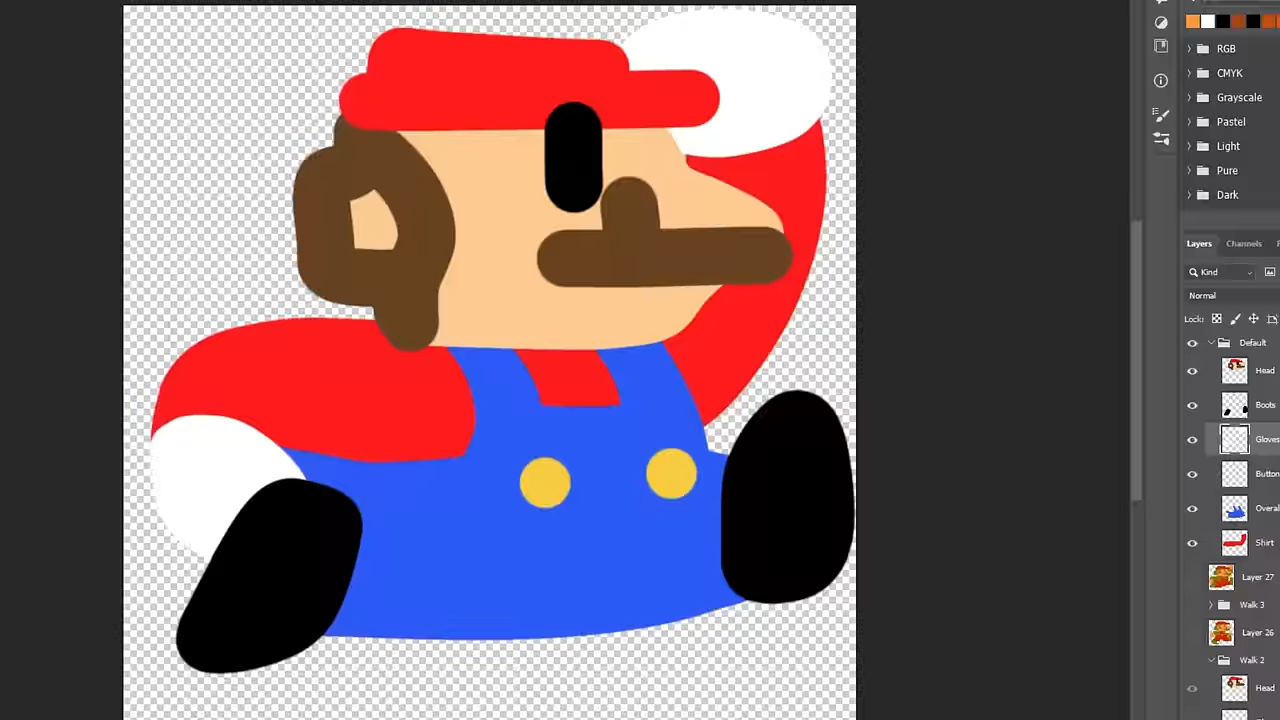 RGB
CMYK
Grayscale
Pastel
Light
Pure
Dark
Layers Channels
Kind
Normal
Lock:
Default
Head
Boots
Gloves
Button
Overal
Shirt
Layer 27
Walk 3
Layer 26
Walk 2
Head